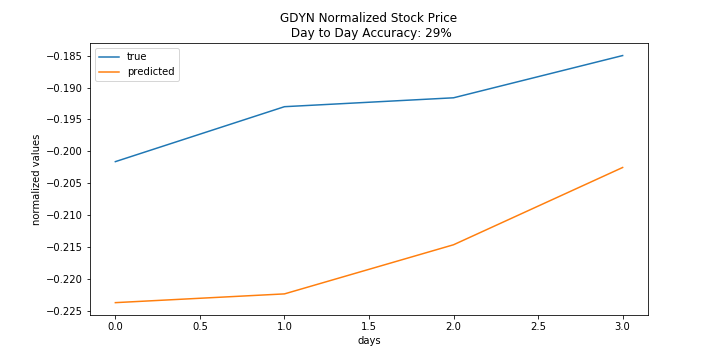 GDYN Normalized Stock Price
Day to Day Accuracy: 29%
true
predicted
normalized values
−0.185
−0.190
−0.195
−0.200
−0.205
−0.210
−0.215
−0.220
−0.225
0.0 0.5 1.0 1.5 2.0 2.5 3.0
days